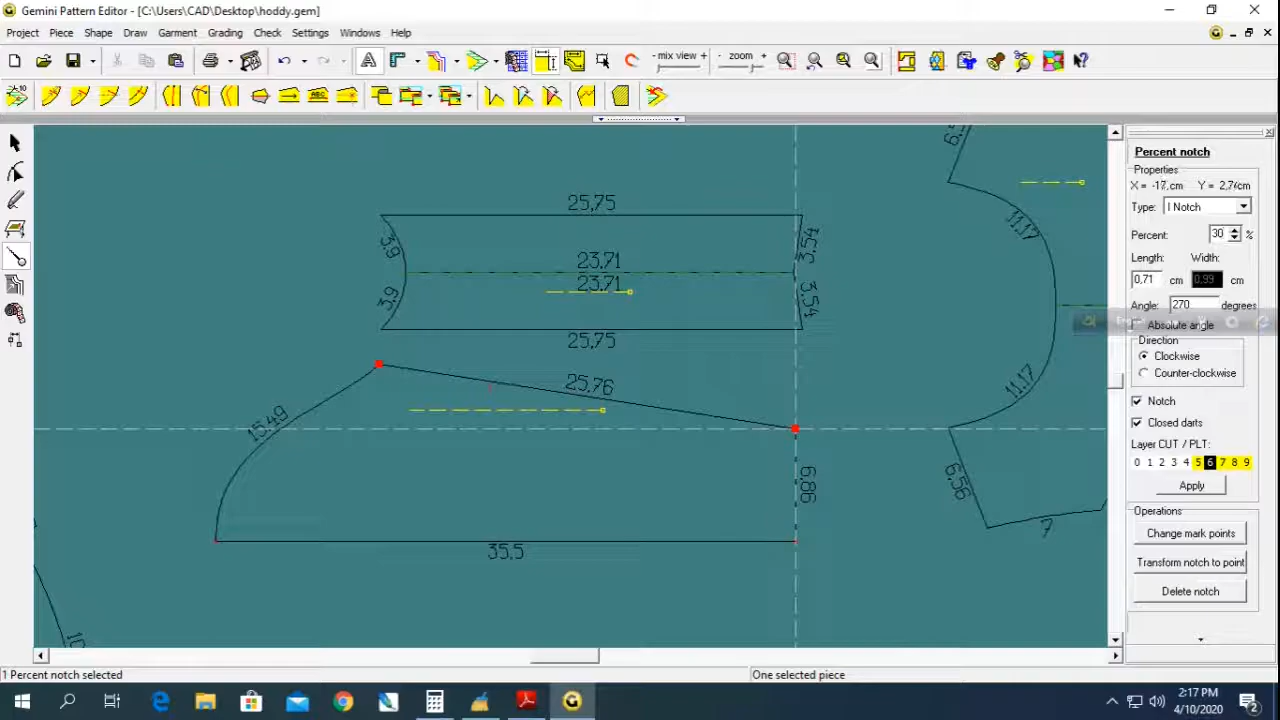 Gemini Pattern Editor - [C:\Users\CAD\Desktop\hoddy.gem]
Project Piece Shape Draw Garment Grading Check Settings Windows Help
mix view + - zoom +
25,75
3,9
3,54
23,71
23,71
3,9
3,54
25,75
25,76
15,49
6,86
35,5
11,17
11,17
6,56
7
Percent notch
Properties
X = -17,cm Y = 2,74cm
Type: I Notch
Percent: 30 %
Length: Width:
0,71 cm 0,99 cm
Angle: 270 degrees
Absolute angle
Direction
Clockwise
Counter-clockwise
Notch
Closed darts
Layer CUT / PLT:
0 1 2 3 4 5 6 7 8 9
Apply
Operations
Change mark points
Transform notch to point
Delete notch
1 Percent notch selected One selected piece
2:17 PM
4/10/2020
2